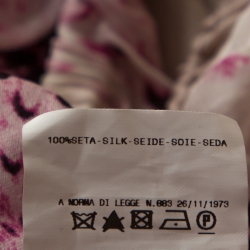 100%SETA-SILK-SEIDE-SOIE-SEDA
A NORMA DI LEGGE N.883 26/11/1973
P